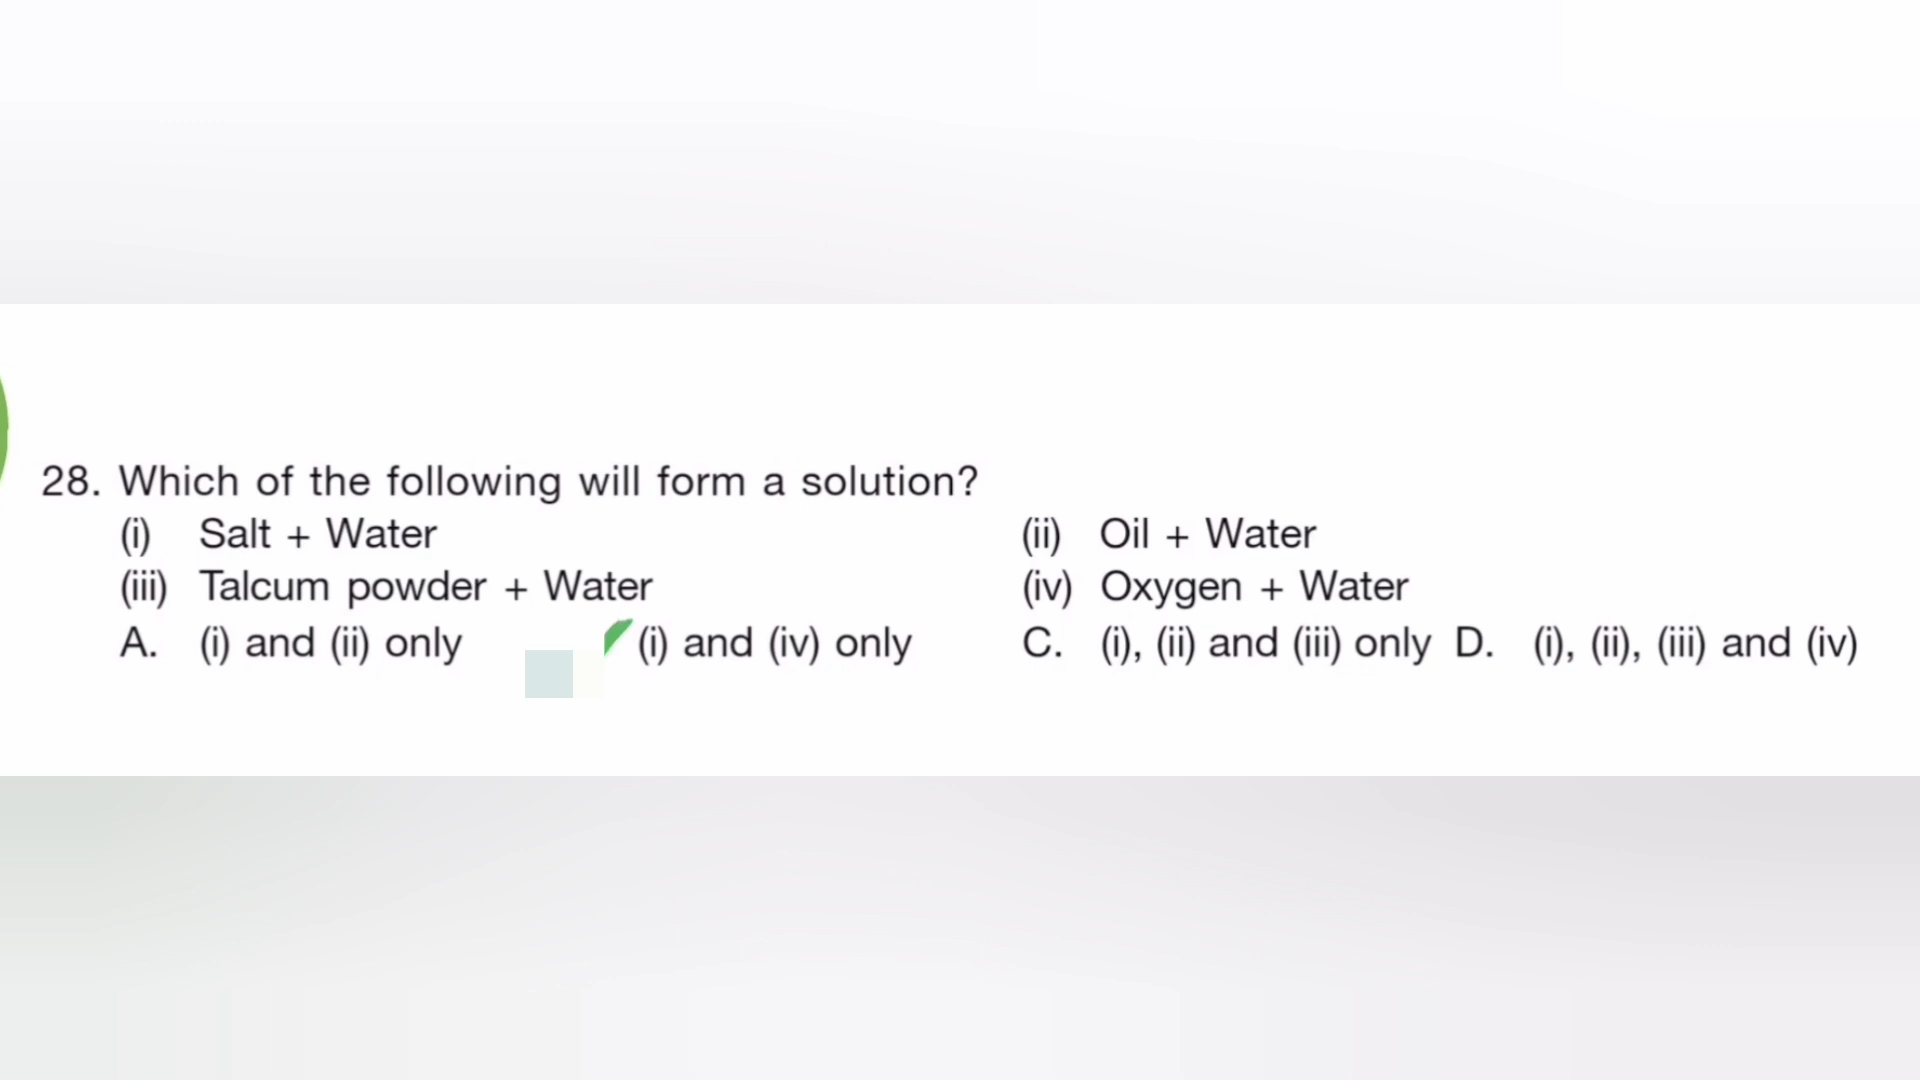 28. Which of the following will form a solution?
(i) Salt + Water (ii) Oil + Water
(iii) Talcum powder + Water (iv) Oxygen + Water
A. (i) and (ii) only (i) and (iv) only C. (i), (ii) and (iii) only D. (i), (ii), (iii) and (iv)